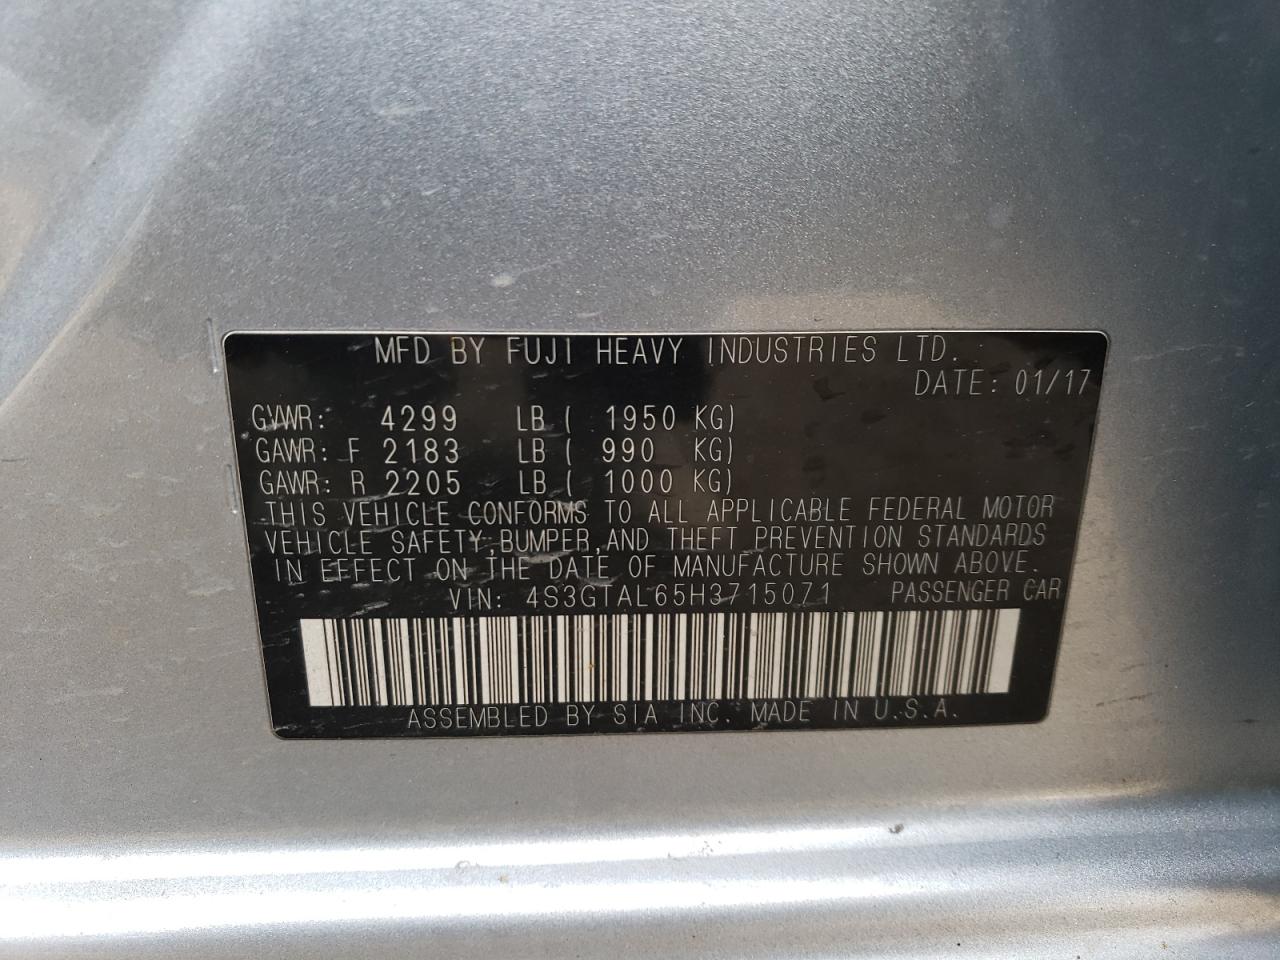 MFD BY FUJI HEAVY INDUSTRIES LTD.
DATE: 01/17
GVWR: 4299 LB ( 1950 KG)
GAWR: F 2183 LB ( 990 KG)
GAWR: R 2205 LB ( 1000 KG)
THIS VEHICLE CONFORMS TO ALL APPLICABLE FEDERAL MOTOR
VEHICLE SAFETY, BUMPER, AND THEFT PREVENTION STANDARDS
IN EFFECT ON THE DATE OF MANUFACTURE SHOWN ABOVE.
VIN: 4S3GTAL65H3715071 PASSENGER CAR
ASSEMBLED BY SIA INC. MADE IN U.S.A.